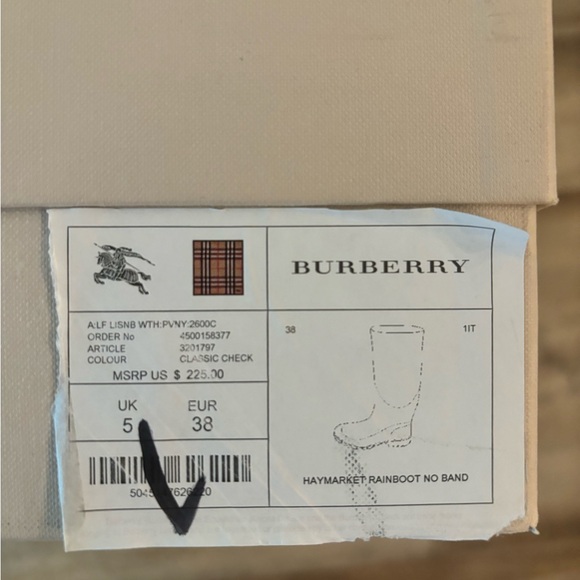 BURBERRY
A:LF LISNB WTH:PVNY:2600C
ORDER No 4500158377
ARTICLE 3201797
COLOUR CLASSIC CHECK
MSRP US $ 225.00
UK EUR
5 38
38 1IT
HAYMARKET RAINBOOT NO BAND